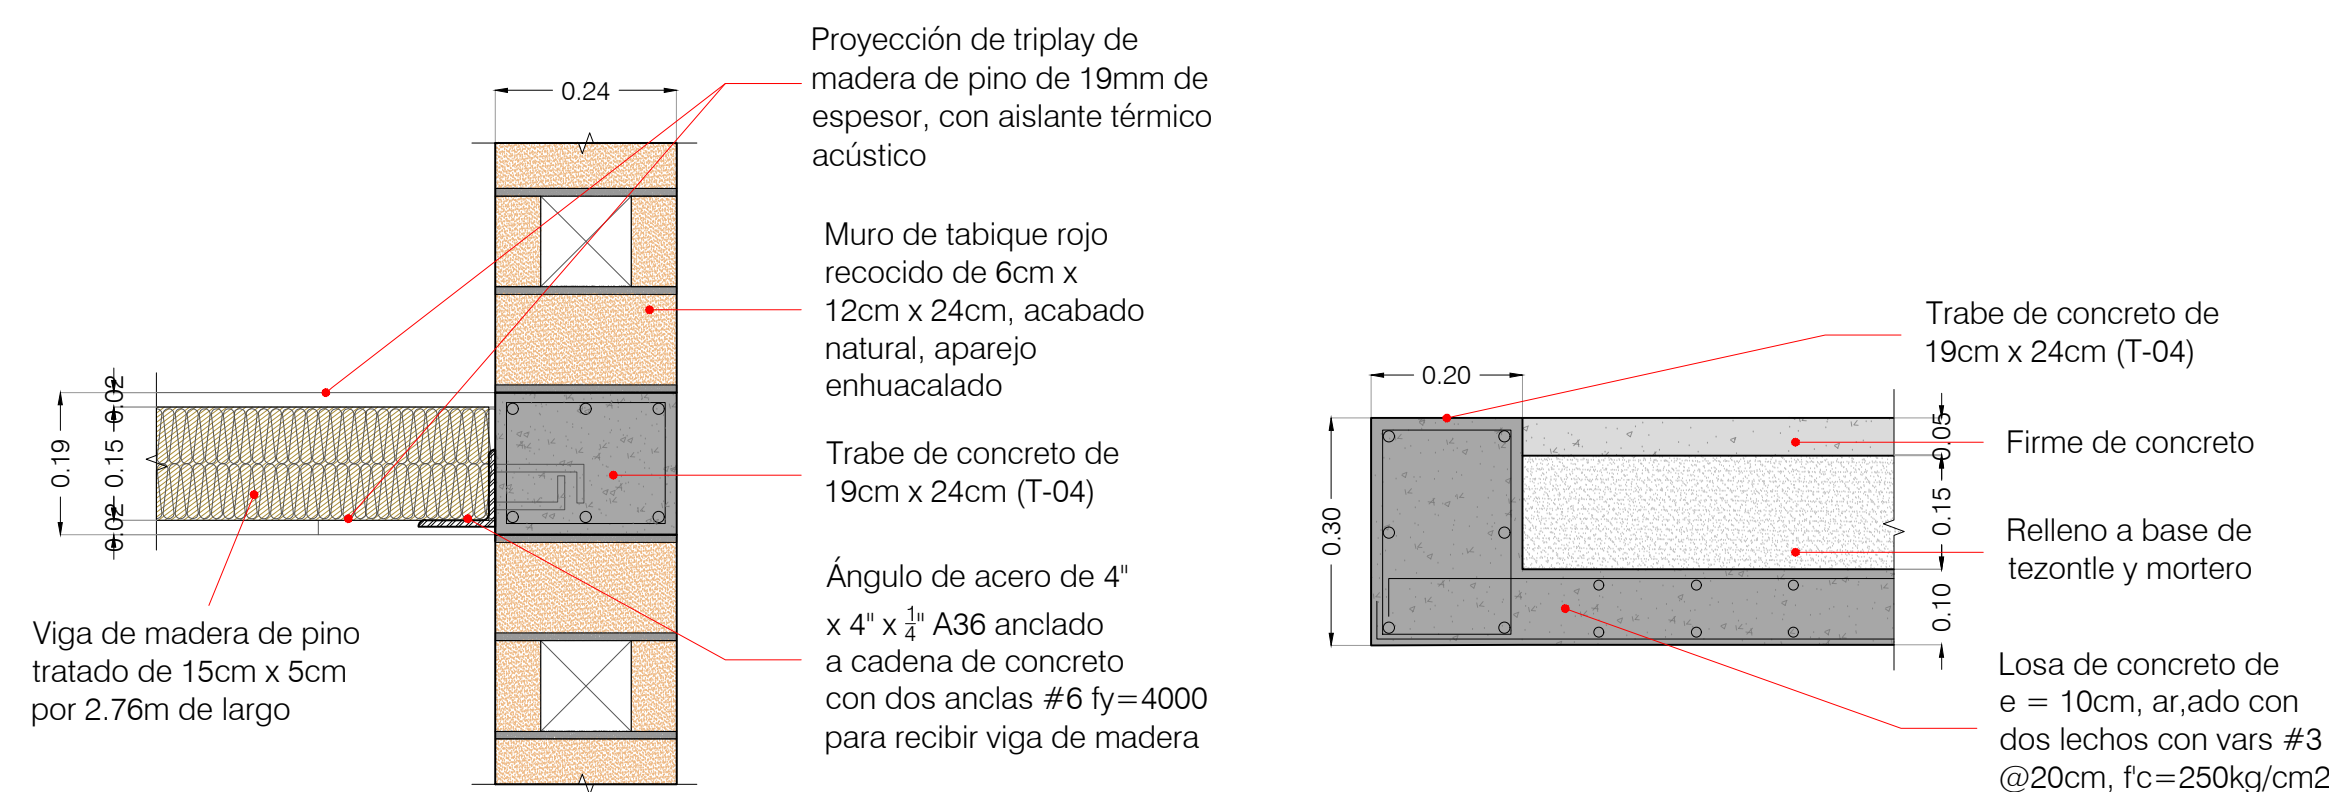 Proyección de triplay de
madera de pino de 19mm de
espesor, con aislante térmico
acústico
0.24
Muro de tabique rojo
recocido de 6cm x
12cm x 24cm, acabado
natural, aparejo
enhuacalado
Trabe de concreto de
19cm x 24cm (T-04)
Ángulo de acero de 4"
x 4" x 1/4" A36 anclado
a cadena de concreto
con dos anclas #6 fy=4000
para recibir viga de madera
0.19
0.02
0.15
0.02
Viga de madera de pino
tratado de 15cm x 5cm
por 2.76m de largo
0.20
0.30
Trabe de concreto de
19cm x 24cm (T-04)
0.05
Firme de concreto
0.15
Relleno a base de
tezontle y mortero
0.10
Losa de concreto de
e = 10cm, ar,ado con
dos lechos con vars #3
@20cm, f'c=250kg/cm2